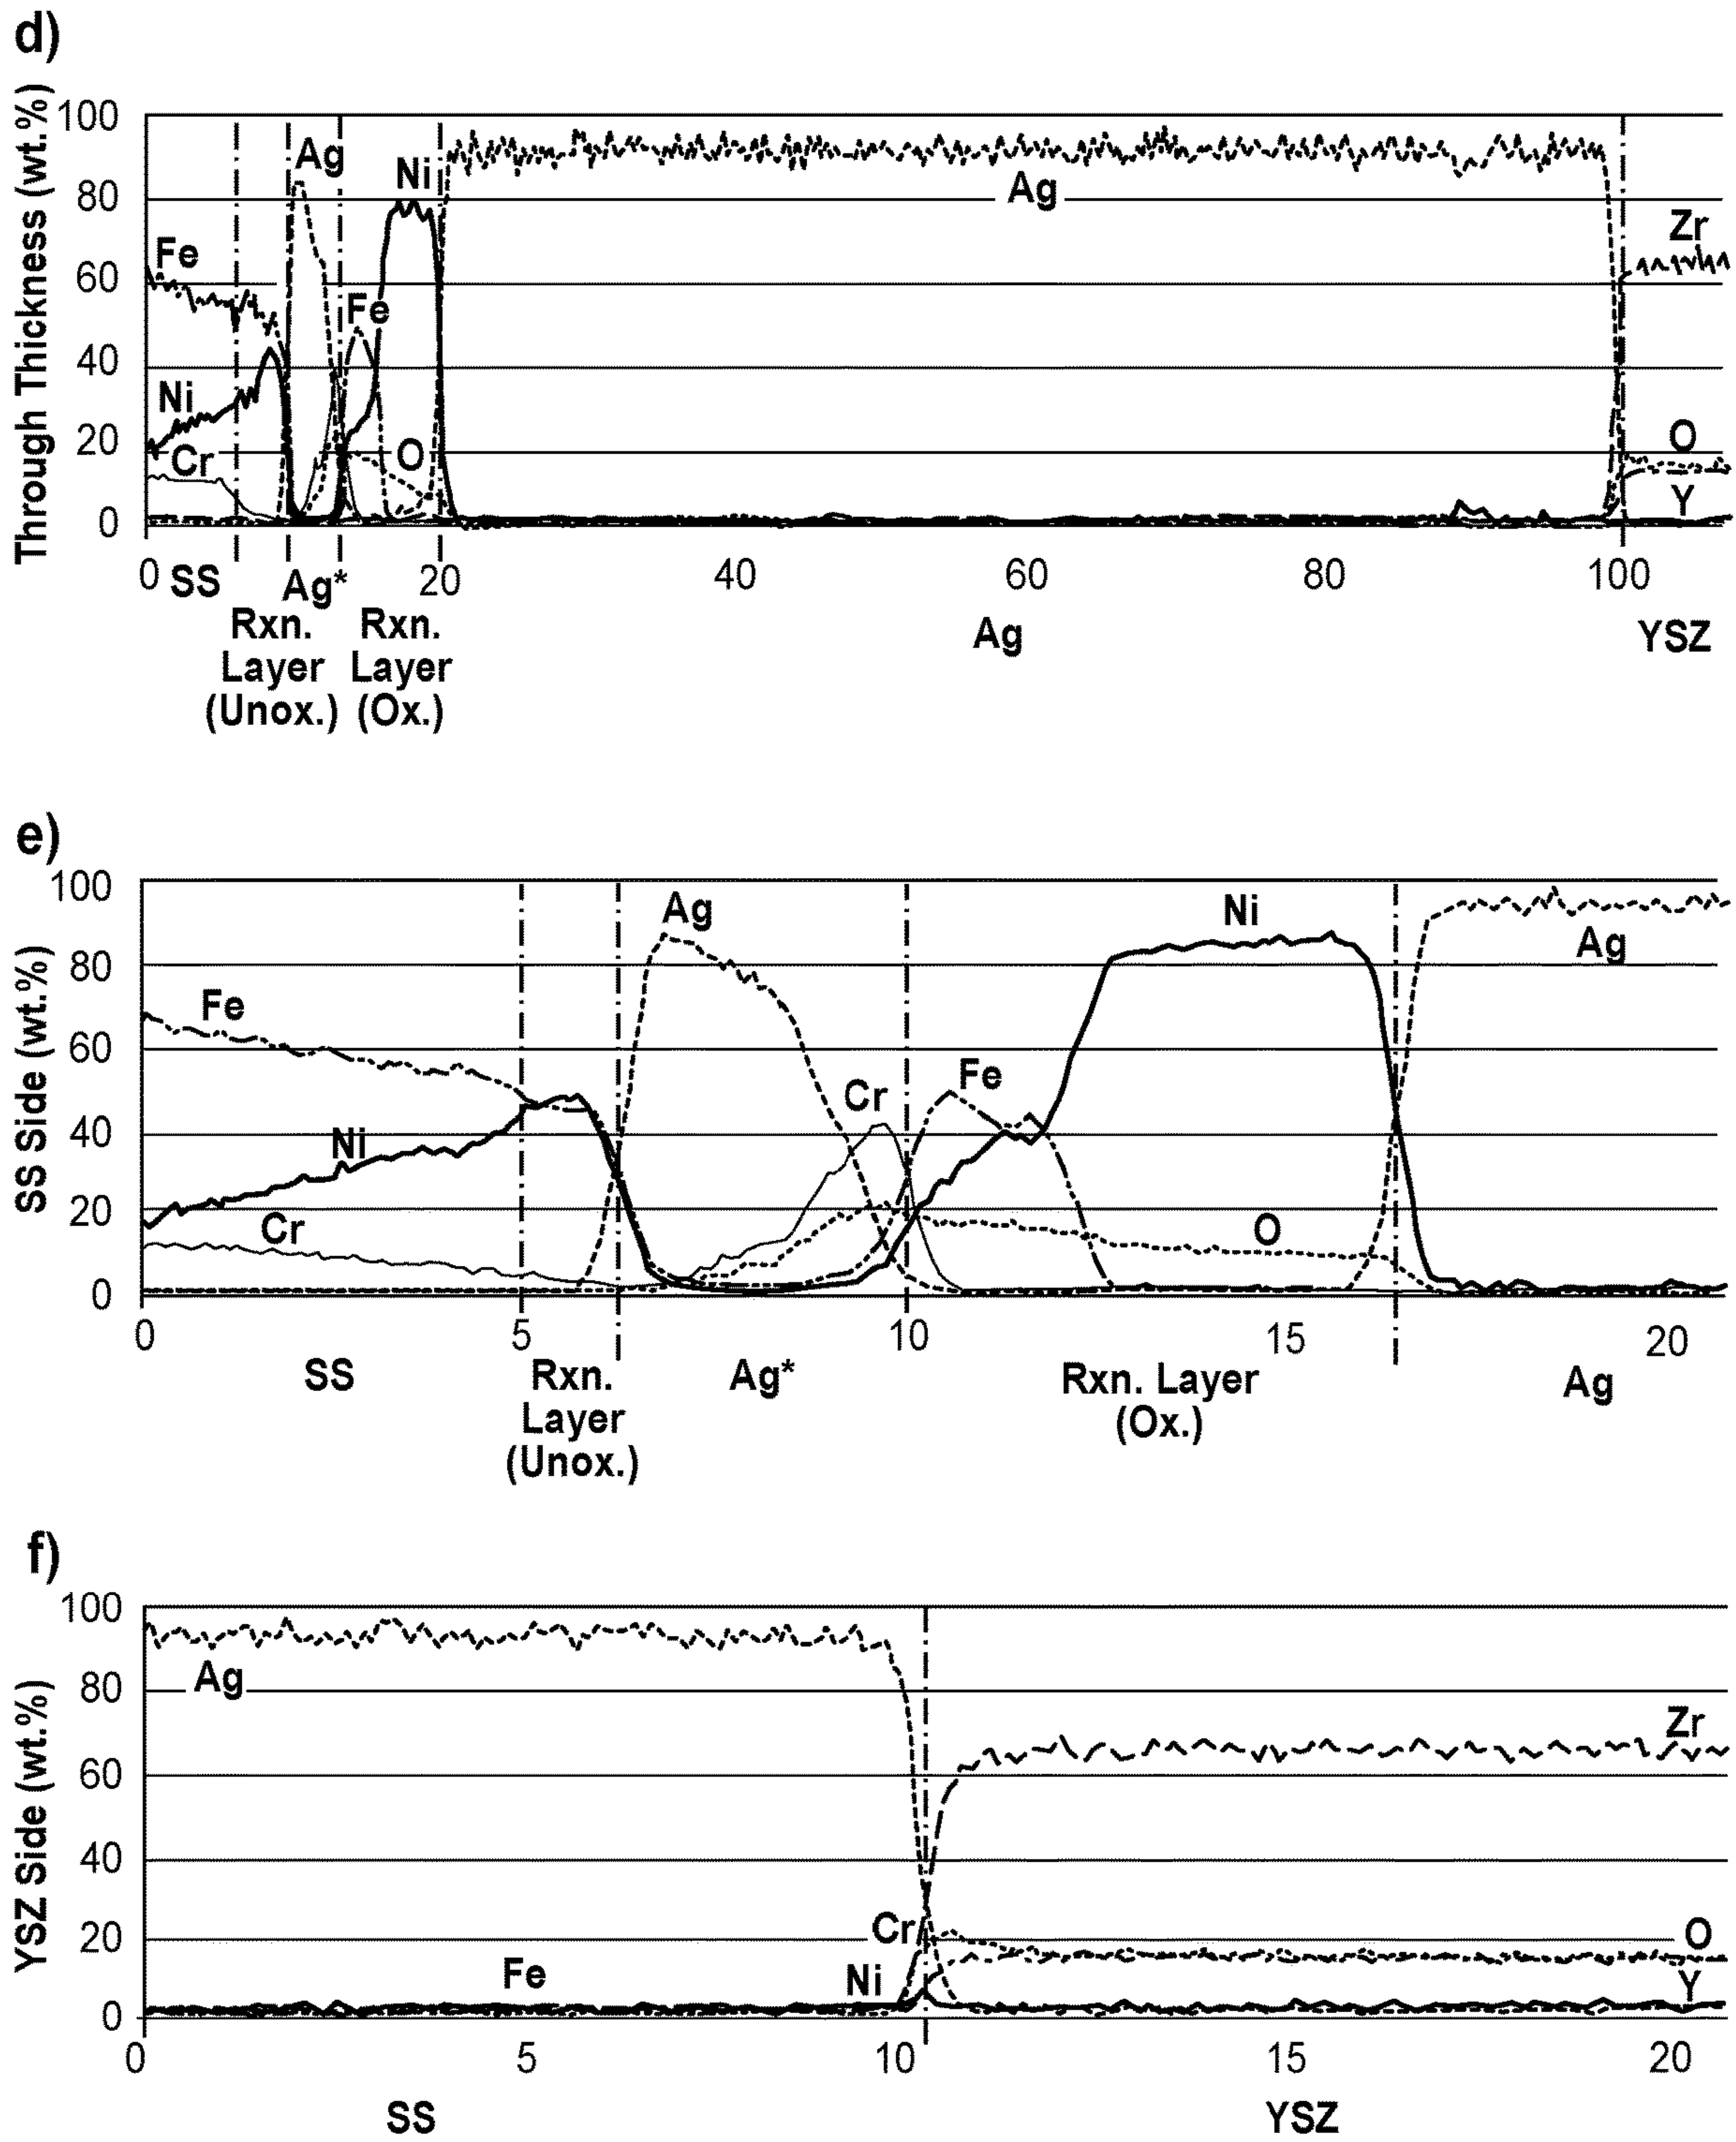 d)
Through Thickness (wt.%)
100
80
60
40
20
0
Fe
Ni
Cr
Ag
Ni
Fe
O
Ag
Zr
O
Y
0 SS Ag* 20 40 60 80 100
Rxn. Layer (Unox.)
Rxn. Layer (Ox.)
Ag
YSZ
e)
SS Side (wt.%)
100
80
60
40
20
0
Fe
Ni
Cr
Ag
Cr
Fe
Ni
O
Ag
0 5 10 15 20
SS
Rxn.
Layer
(Unox.)
Ag*
Rxn. Layer
(Ox.)
Ag
f)
YSZ Side (wt.%)
100
80
60
40
20
0
Ag
Fe
Cr
Ni
Zr
O
Y
0 5 10 15 20
SS YSZ